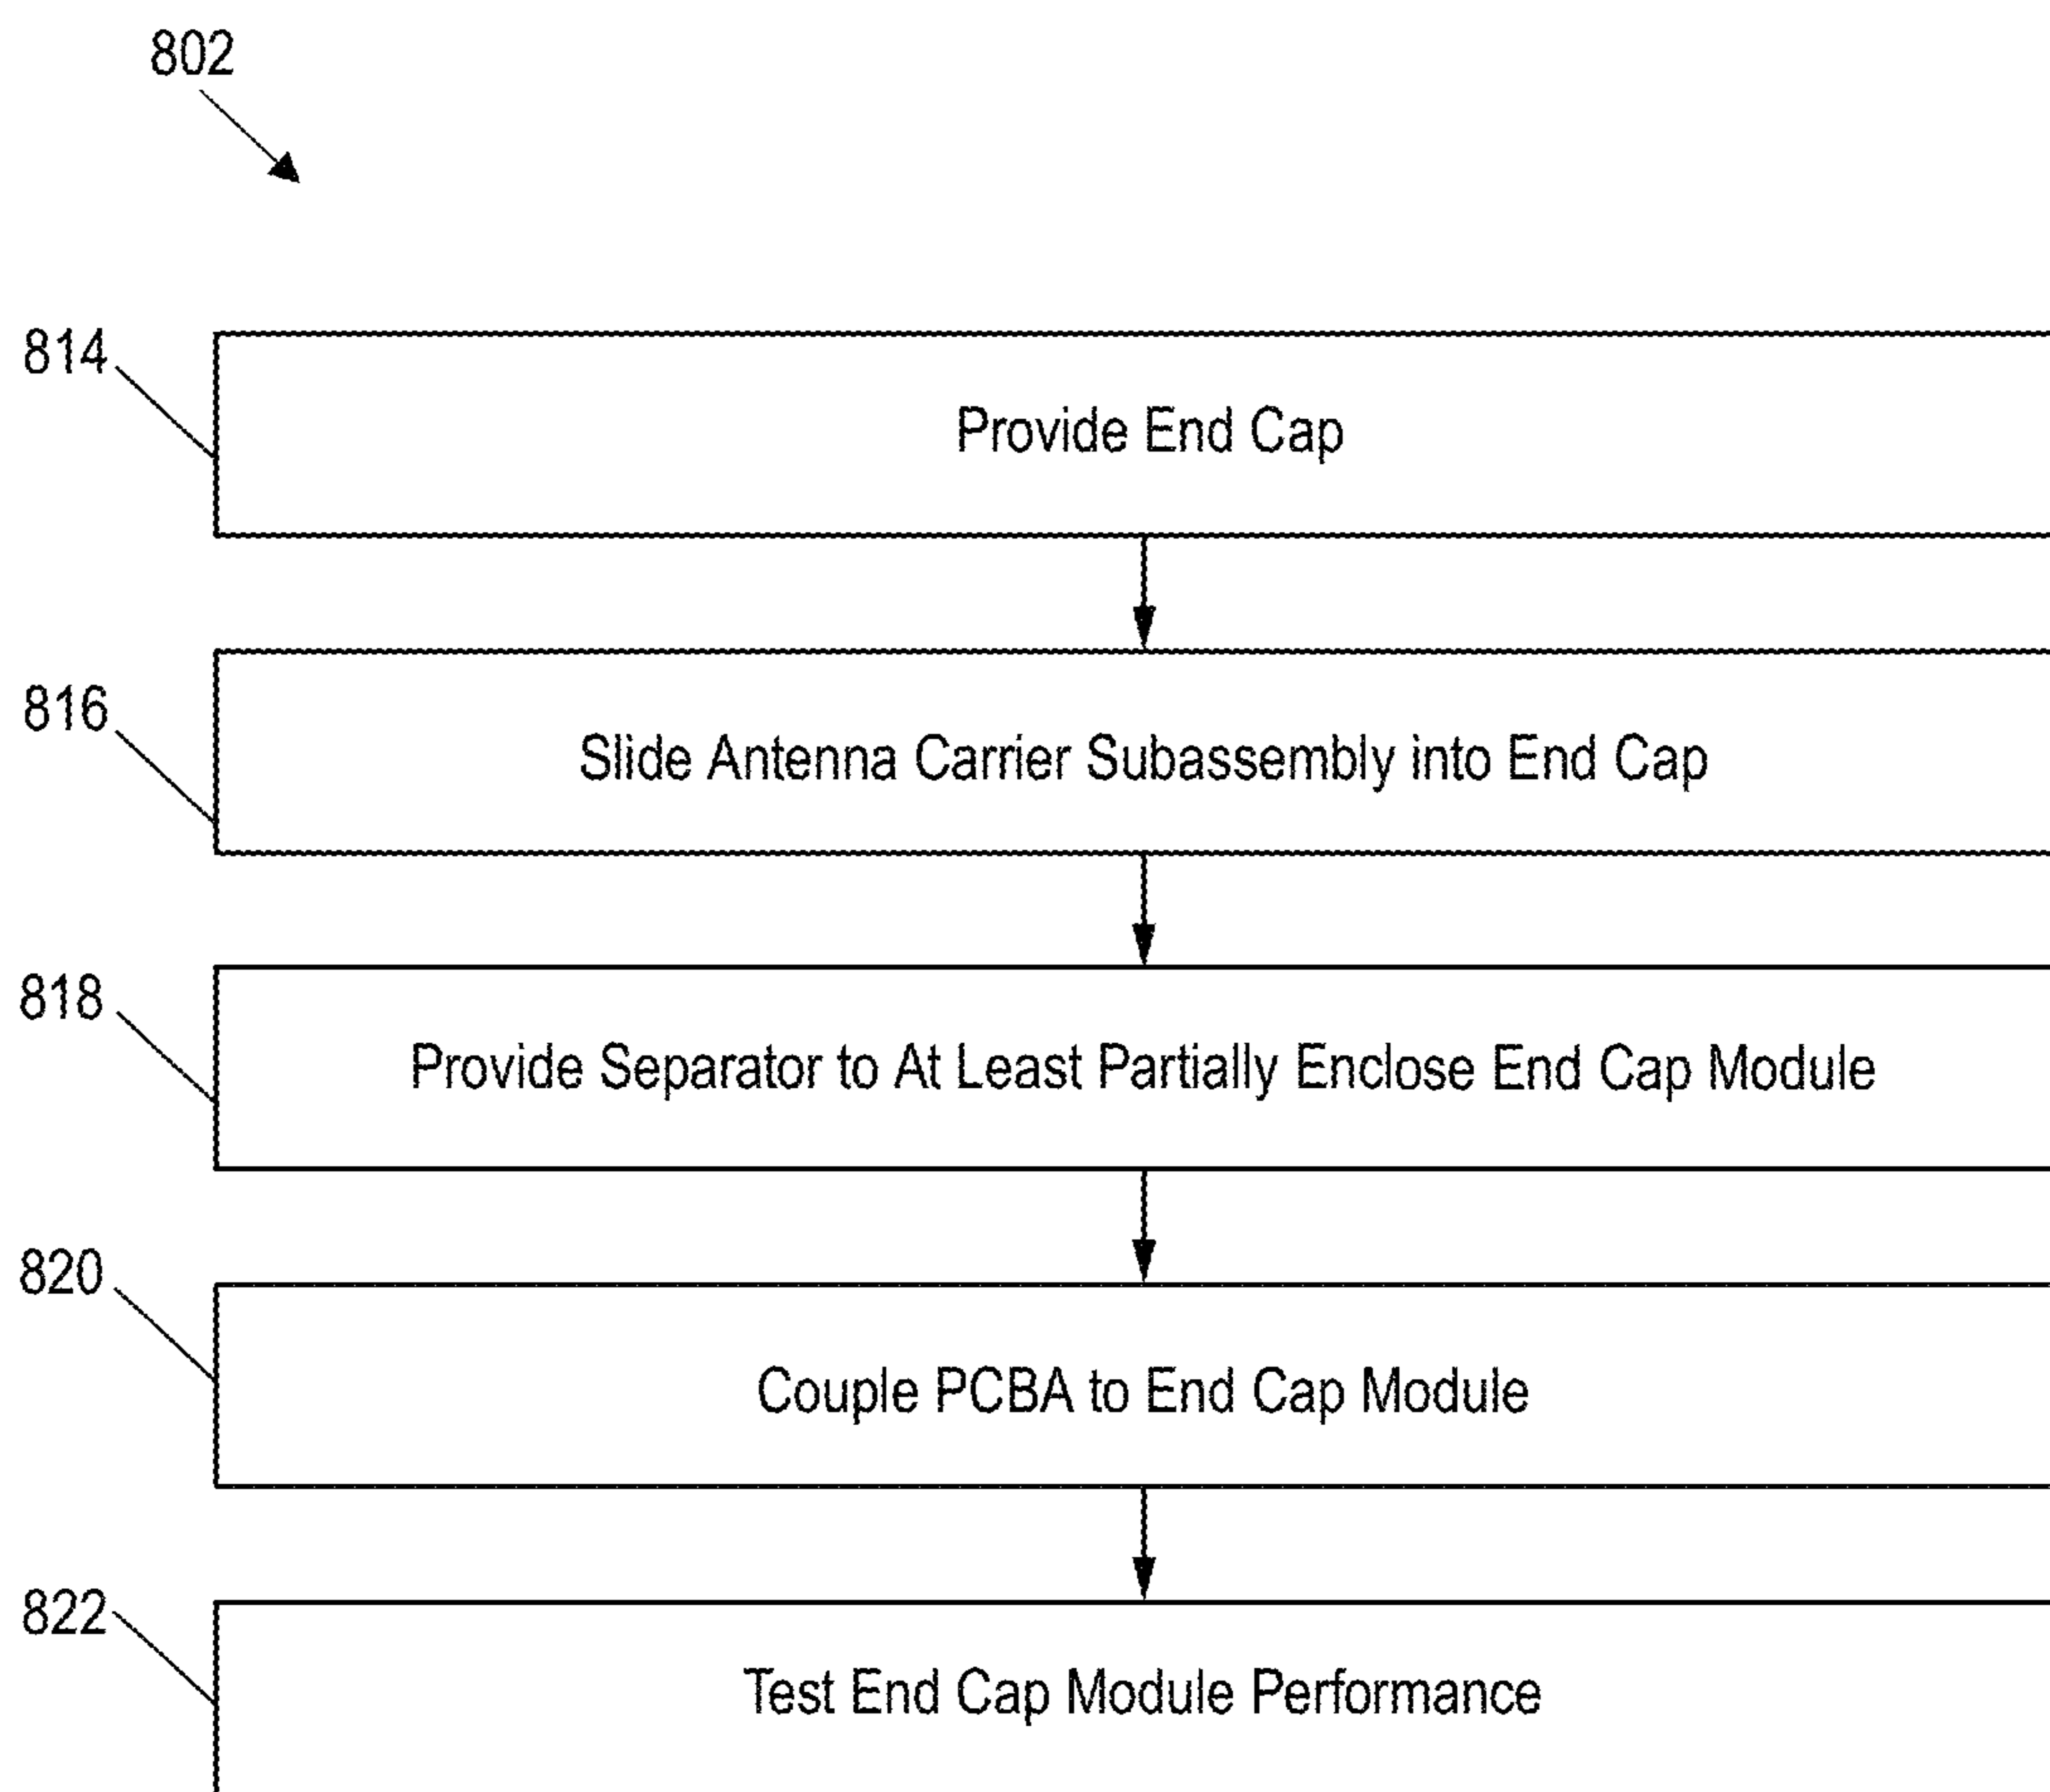 802
814
Provide End Cap
816
Slide Antenna Carrier Subassembly into End Cap
818
Provide Separator to At Least Partially Enclose End Cap Module
820
Couple PCBA to End Cap Module
822
Test End Cap Module Performance